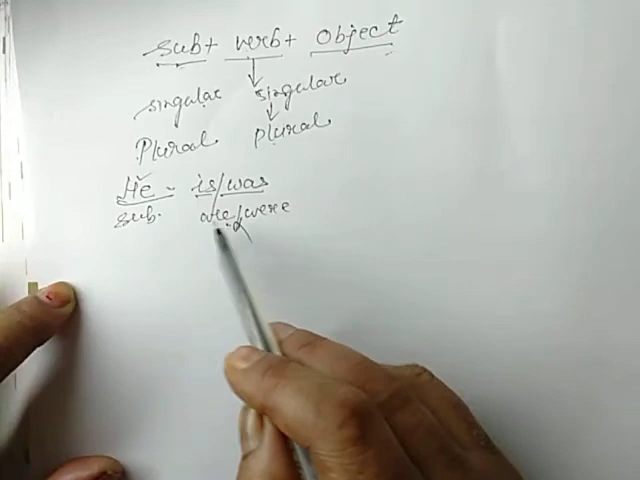 sub + verb + Object
singular singular
Plural plural
He - is/was
sub. are/were